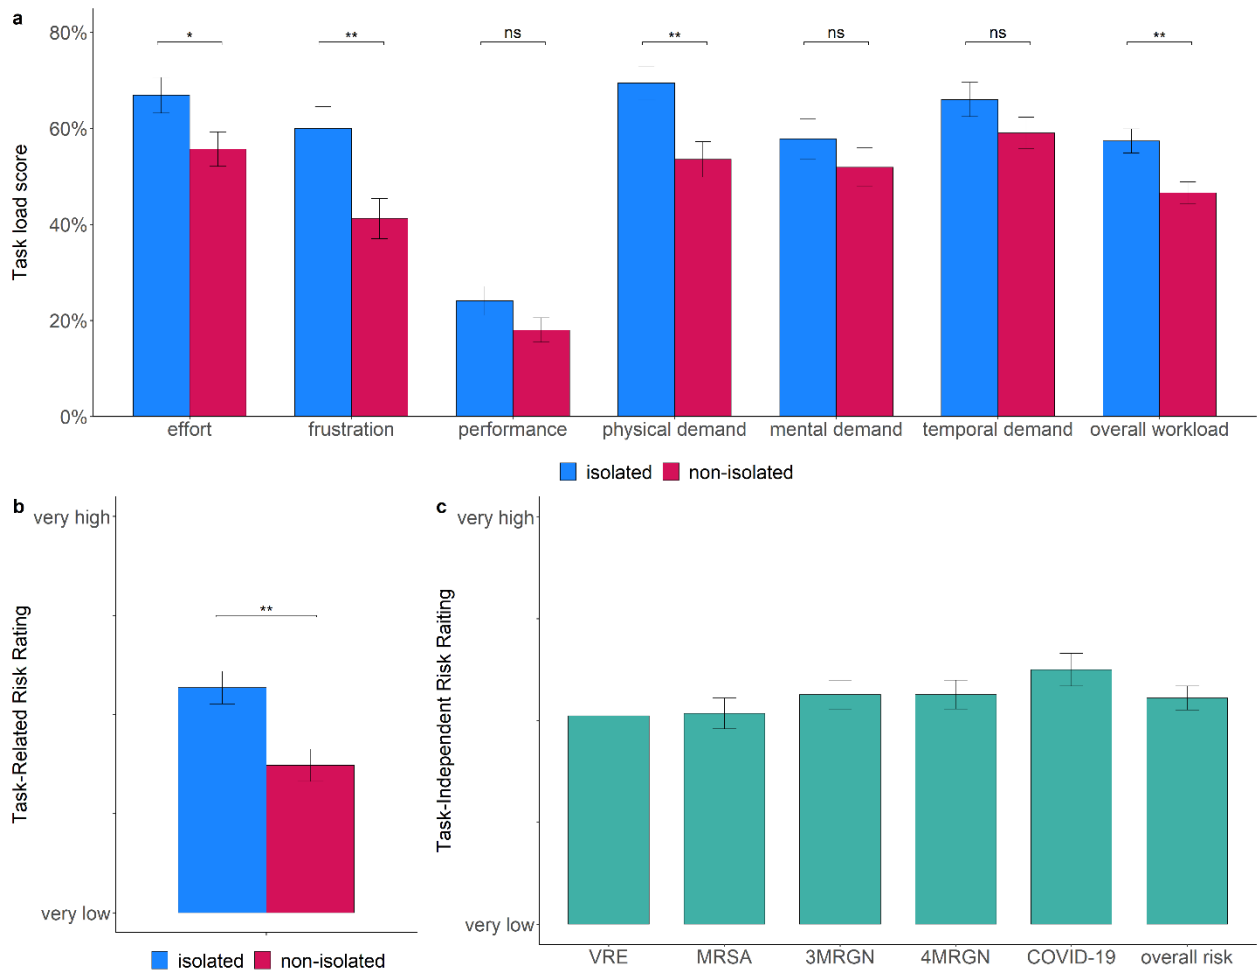 a
80%
60%
40%
20%
0%
Task load score
* ** ns ** ns ns **
effort frustration performance physical demand mental demand temporal demand overall workload
isolated non-isolated
b
very high
very low
Task-Related Risk Rating
**
isolated non-isolated
c
very high
very low
Task-Independent Risk Raiting
VRE MRSA 3MRGN 4MRGN COVID-19 overall risk